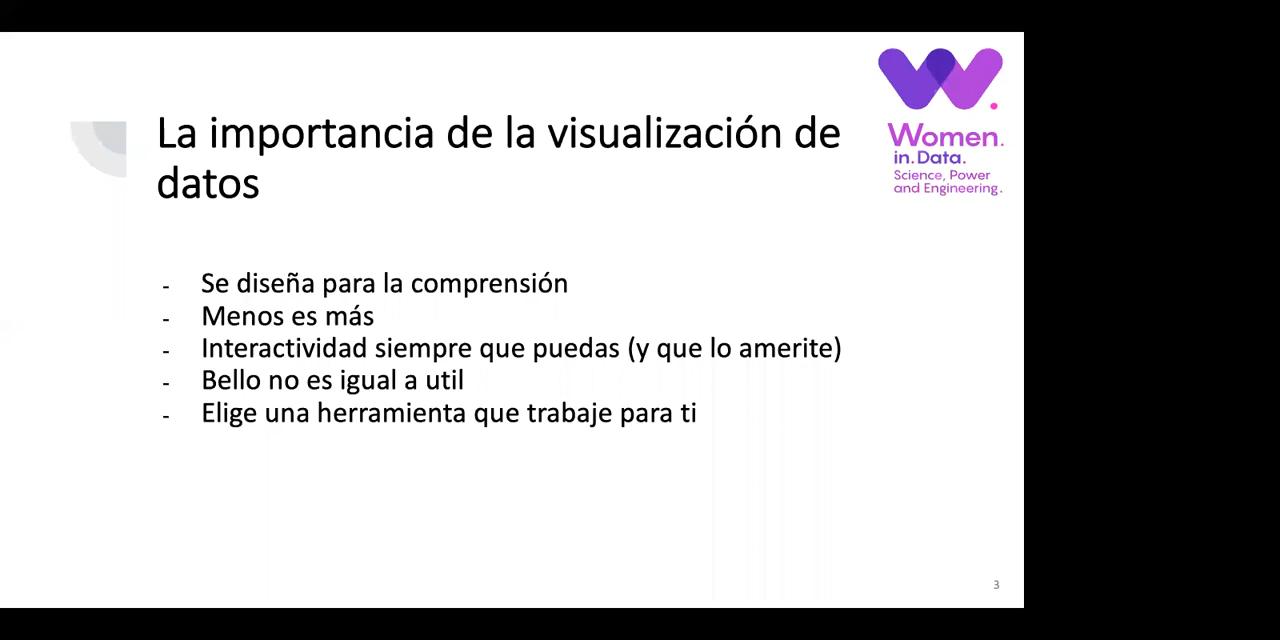 La importancia de la visualización de
datos
- Se diseña para la comprensión
- Menos es más
- Interactividad siempre que puedas (y que lo amerite)
- Bello no es igual a util
- Elige una herramienta que trabaje para ti
Women.
in.Data.
Science, Power
and Engineering.
3